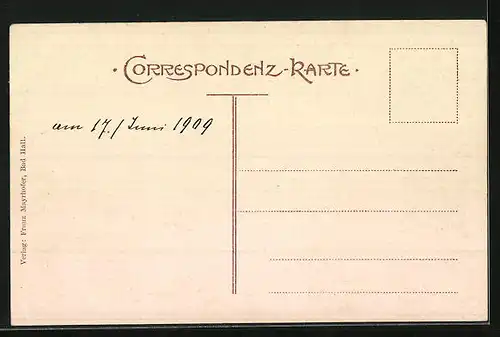 · CORRESPONDENZ-KARTE ·
am 17./Juni 1909
Verlag: Franz Mayrhofer, Bad Hall.